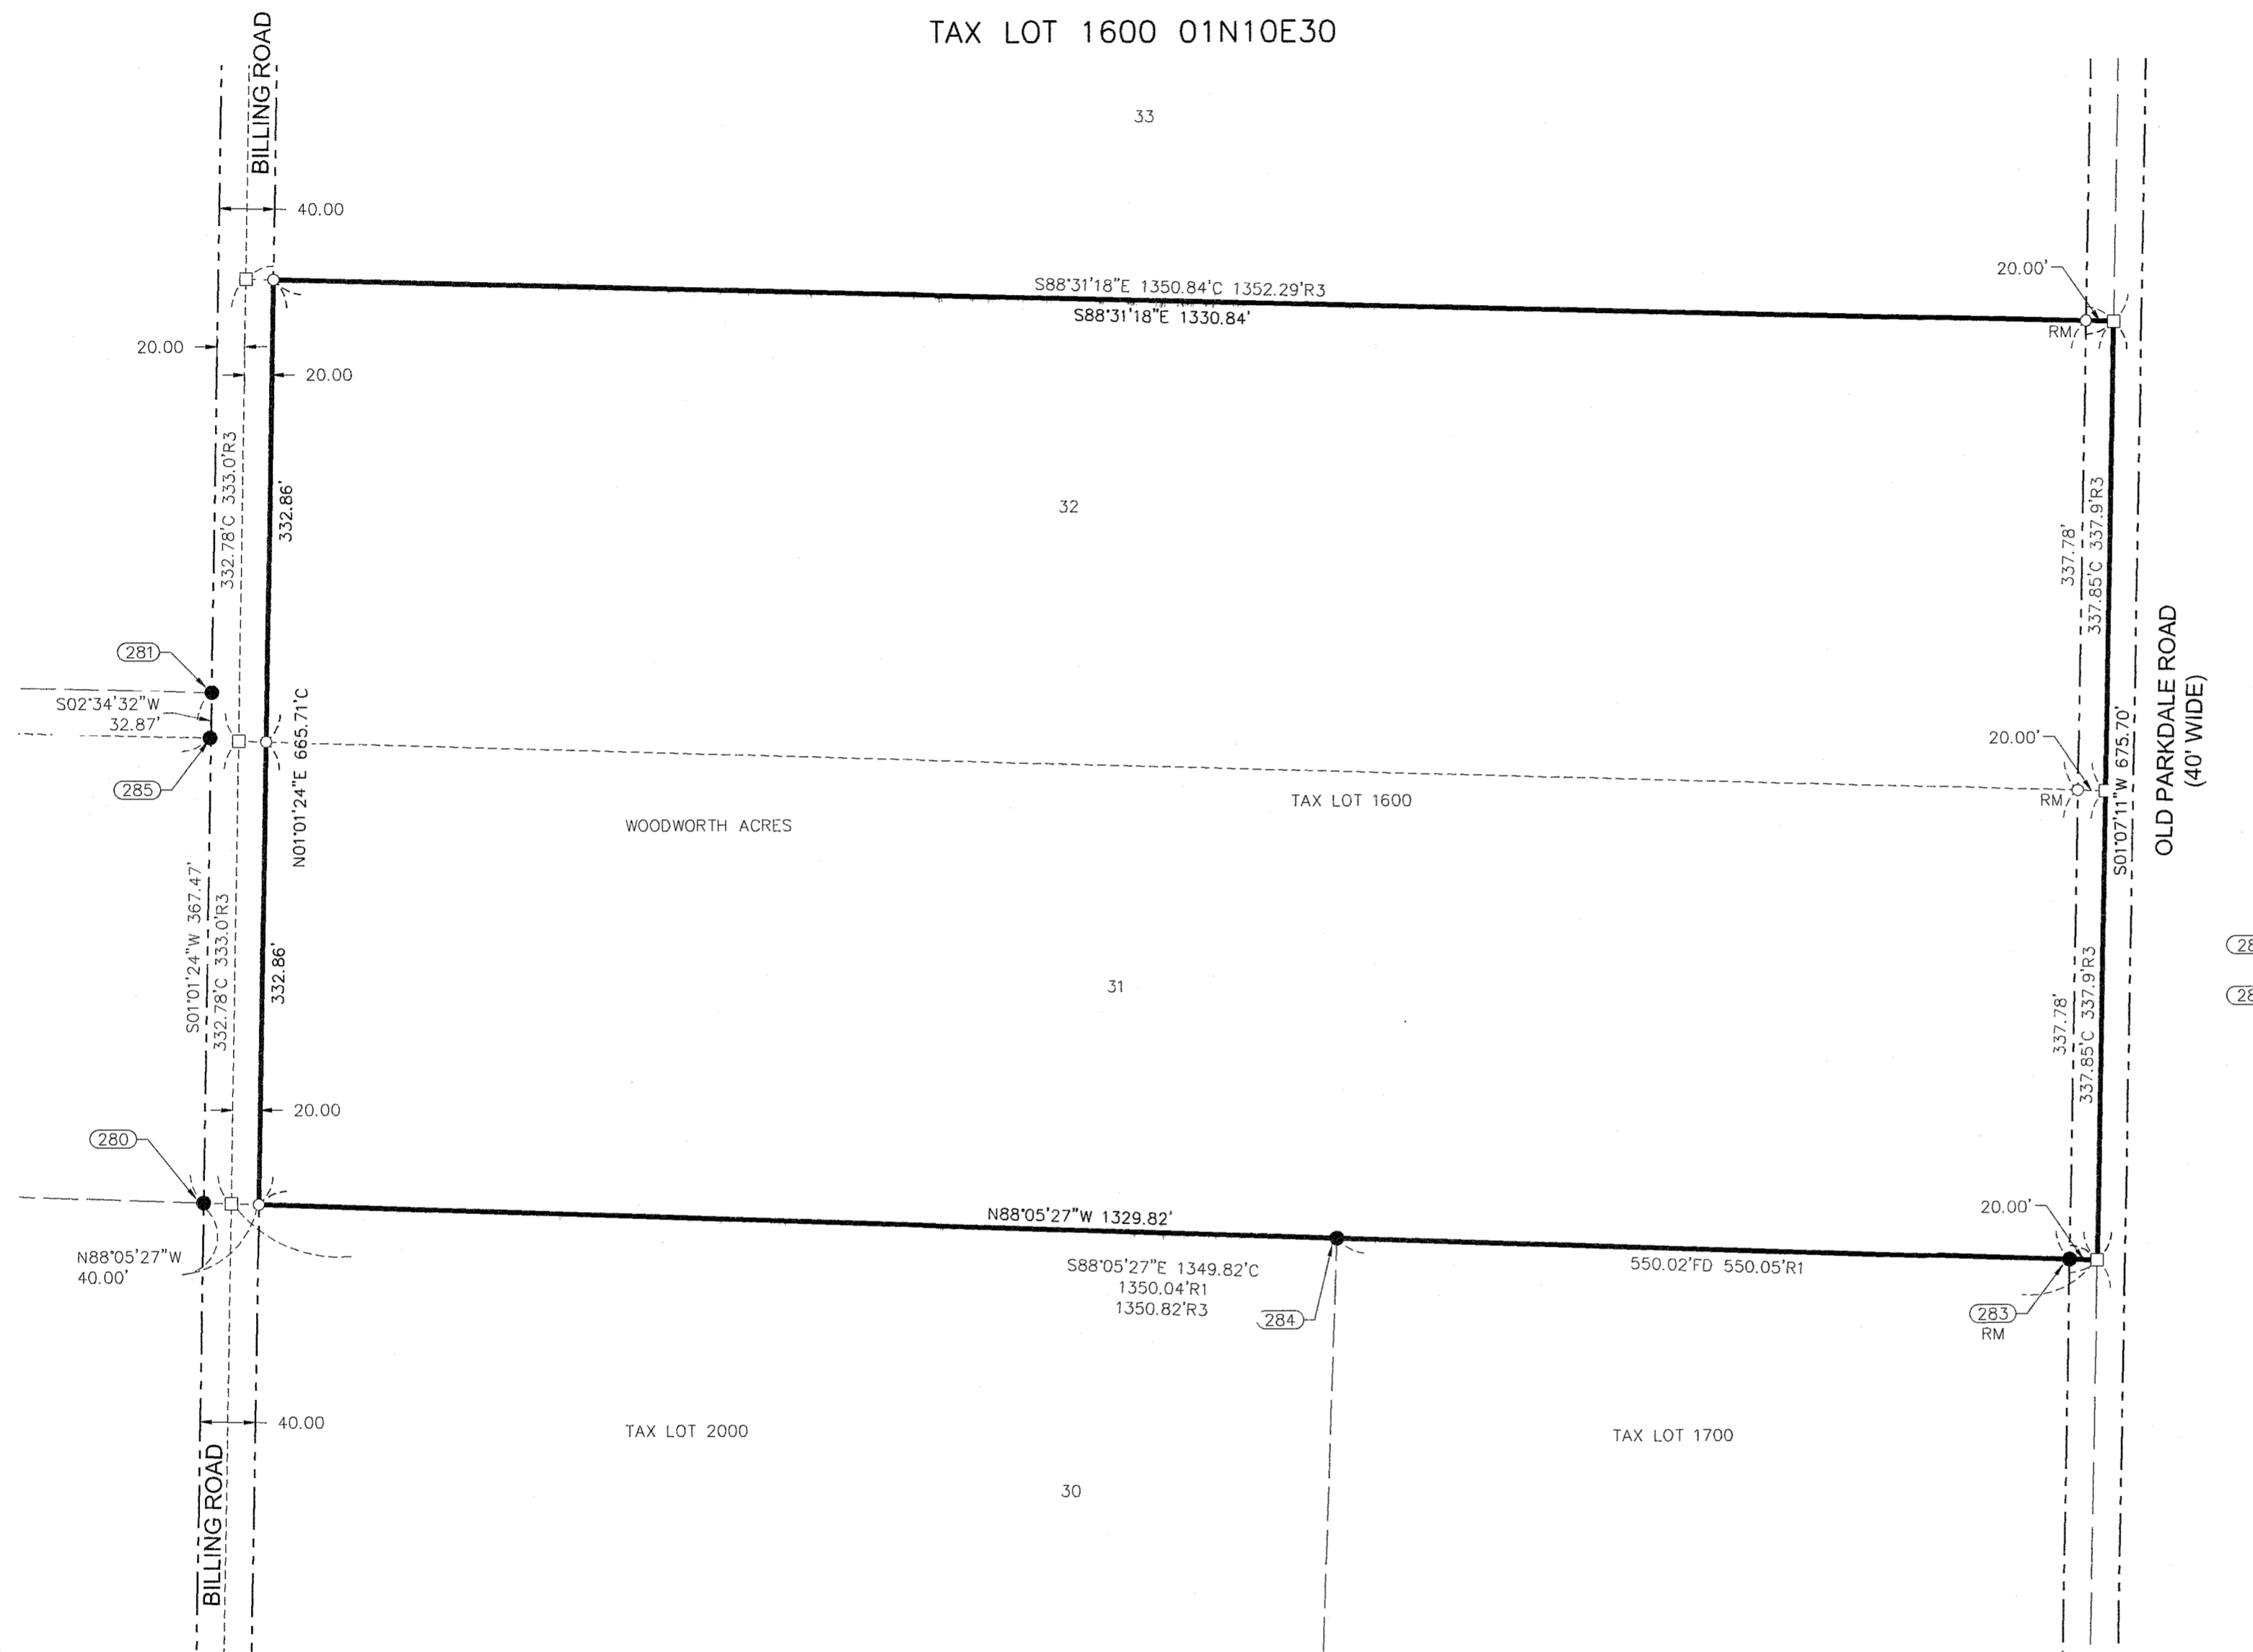 TAX LOT 1600 01N10E30
BILLING ROAD
33
40.00
S88°31'18"E 1350.84'C 1352.29'R3
S88°31'18"E 1330.84'
20.00'
RM
20.00
20.00
332.78'C 333.0'R3
332.86'
32
337.78'
337.85'C 337.9'R3
281
S02°34'32"W
32.87'
285
N01°01'24"E 665.71'C
OLD PARKDALE ROAD
(40' WIDE)
S01°07'11"W 675.70'
20.00'
RM
TAX LOT 1600
WOODWORTH ACRES
S01°01'24"W 367.47'
332.78'C 333.0'R3
332.86'
31
337.78'
337.85'C 337.9'R3
28
28
20.00
280
N88°05'27"W
40.00'
N88°05'27"W 1329.82'
S88°05'27"E 1349.82'C
1350.04'R1
1350.82'R3
284
550.02'FD 550.05'R1
20.00'
283
RM
40.00
BILLING ROAD
TAX LOT 2000
TAX LOT 1700
30